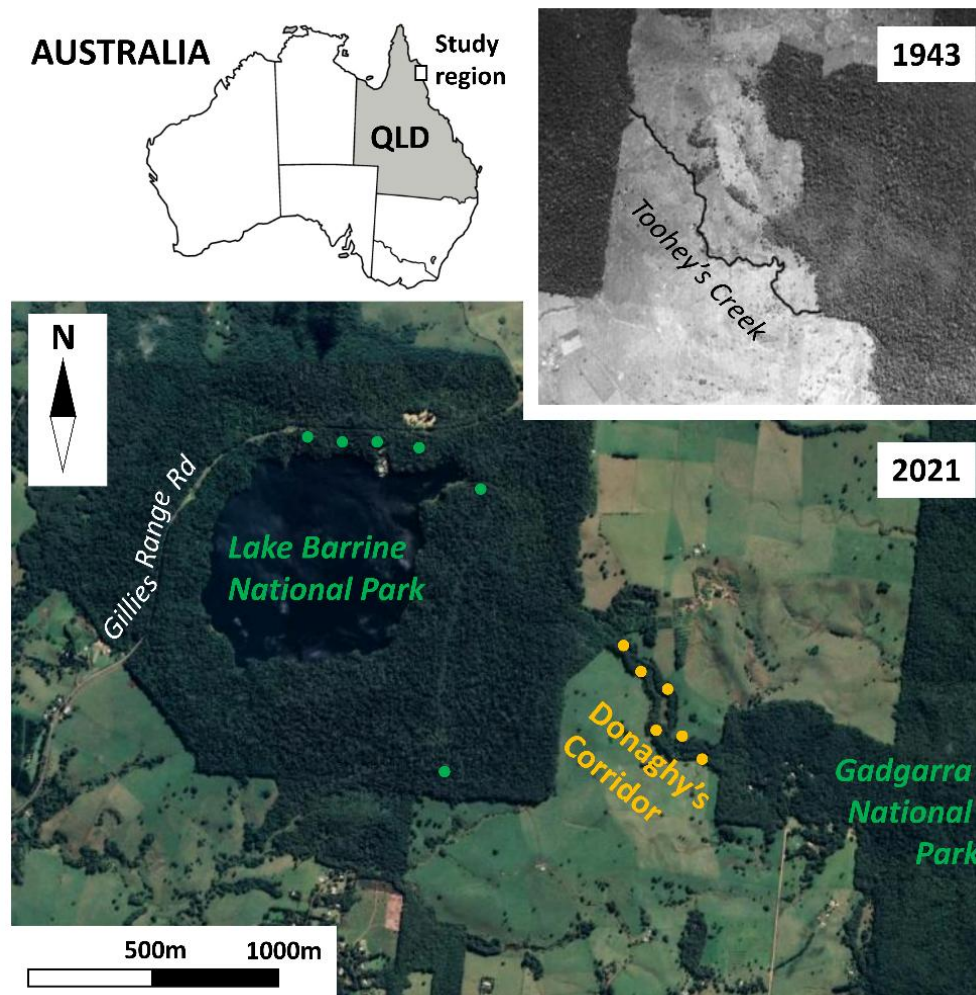 AUSTRALIA
Study
region
QLD
1943
Toohey's Creek
N
2021
Gillies Range Rd
Lake Barrine
National Park
Donaghy's
Corridor
Gadgarra
National
Park
500m
1000m